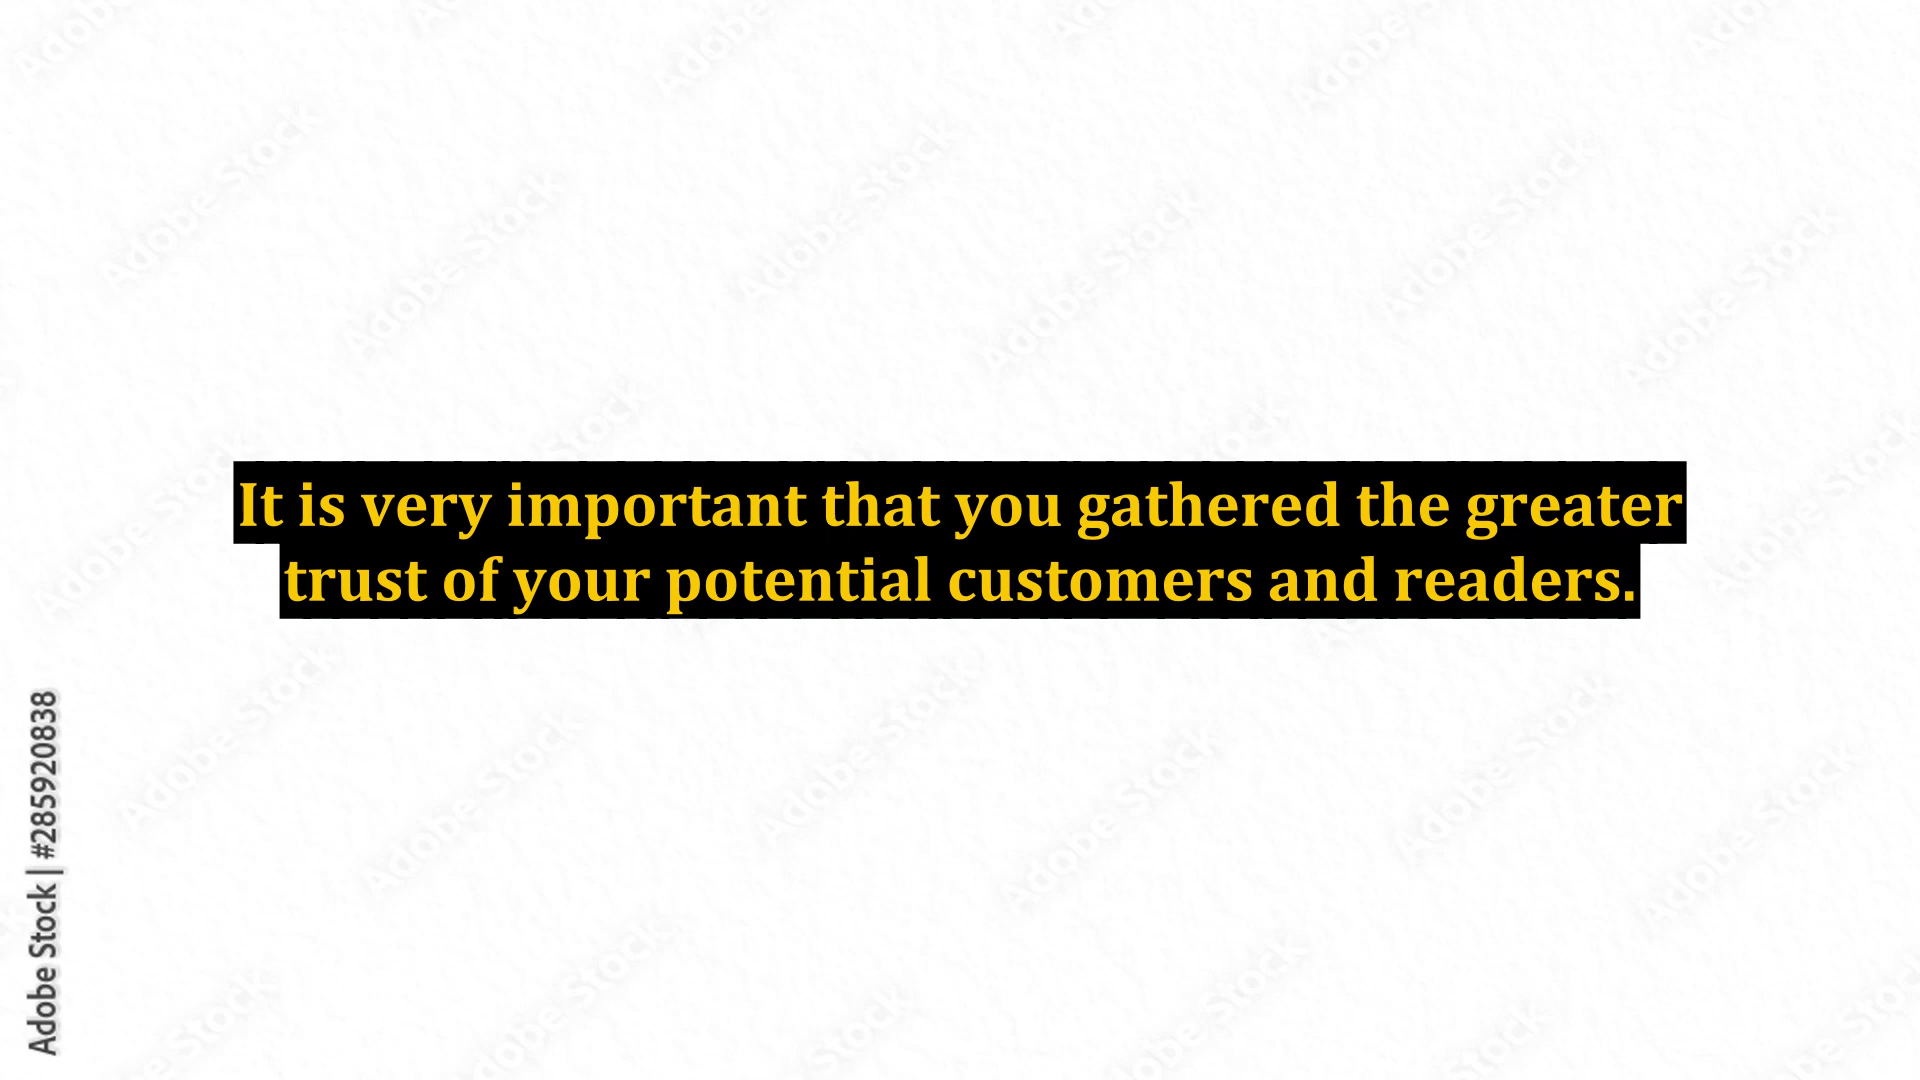 It is very important that you gathered the greater
trust of your potential customers and readers.
Adobe Stock | #285920838